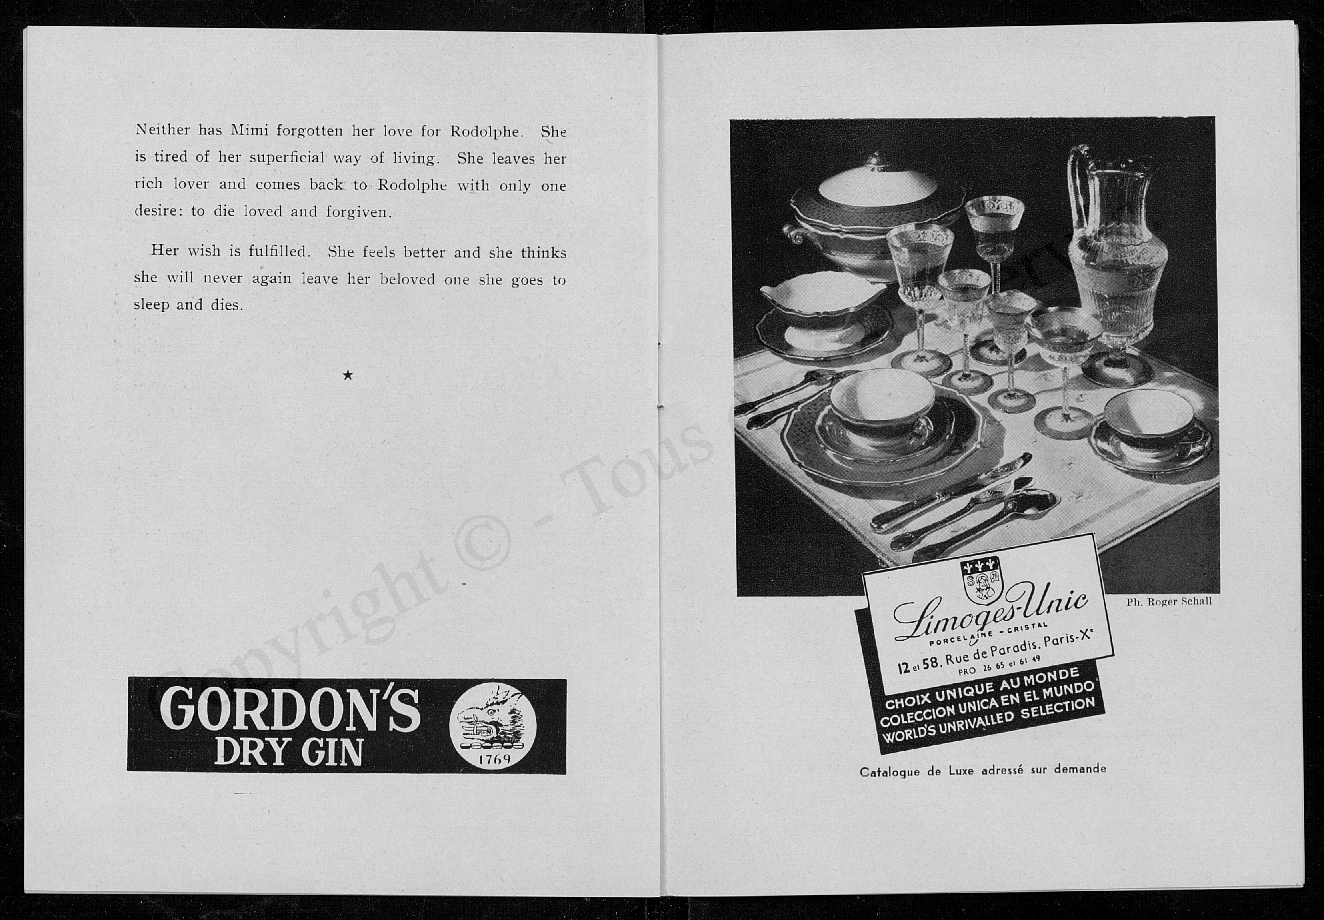 Neither has Mimi forgotten her love for Rodolphe. She
is tired of her superficial way of living. She leaves her
rich lover and comes back to Rodolphe with only one
desire: to die loved and forgiven.
Her wish is fulfilled. She feels better and she thinks
she will never again leave her beloved one she goes to
sleep and dies.
GORDON'S
DRY GIN
1769
Limoges-Unic
PORCELAINE - CRISTAL
12 et 58, Rue de Paradis, Paris-Xe
PRO 26 65 et 61 49
CHOIX UNIQUE AU MONDE
COLECCION UNICA EN EL MUNDO
WORLD'S UNRIVALLED SELECTION
Ph. Roger Schall
Catalogue de Luxe adressé sur demande
Copyright © - Tous